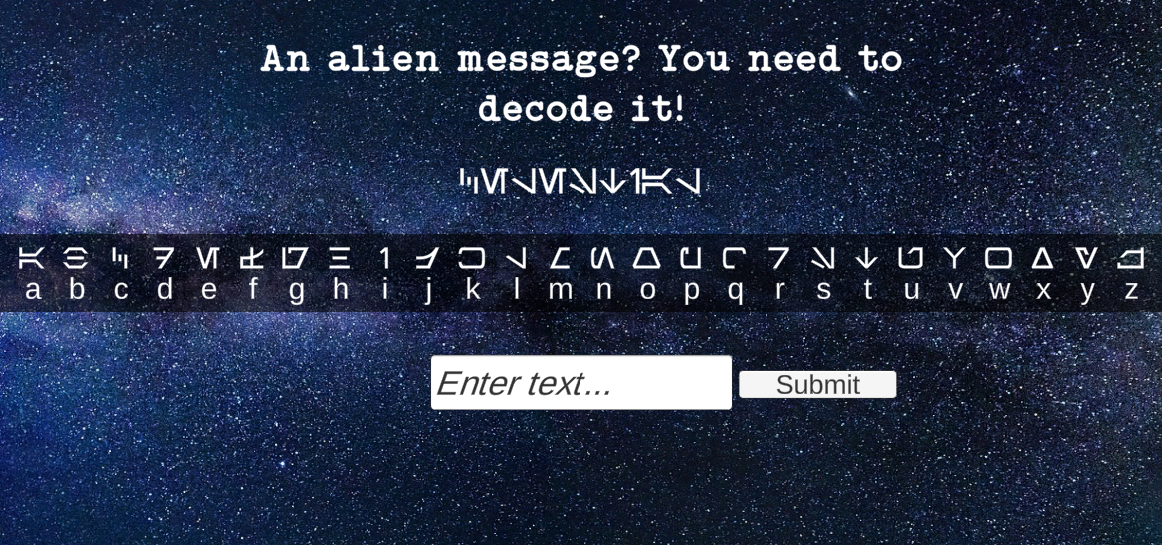 An alien message? You need to
decode it!
a b c d e f g h i j k l m n o p q r s t u v w x y z
Enter text...
Submit